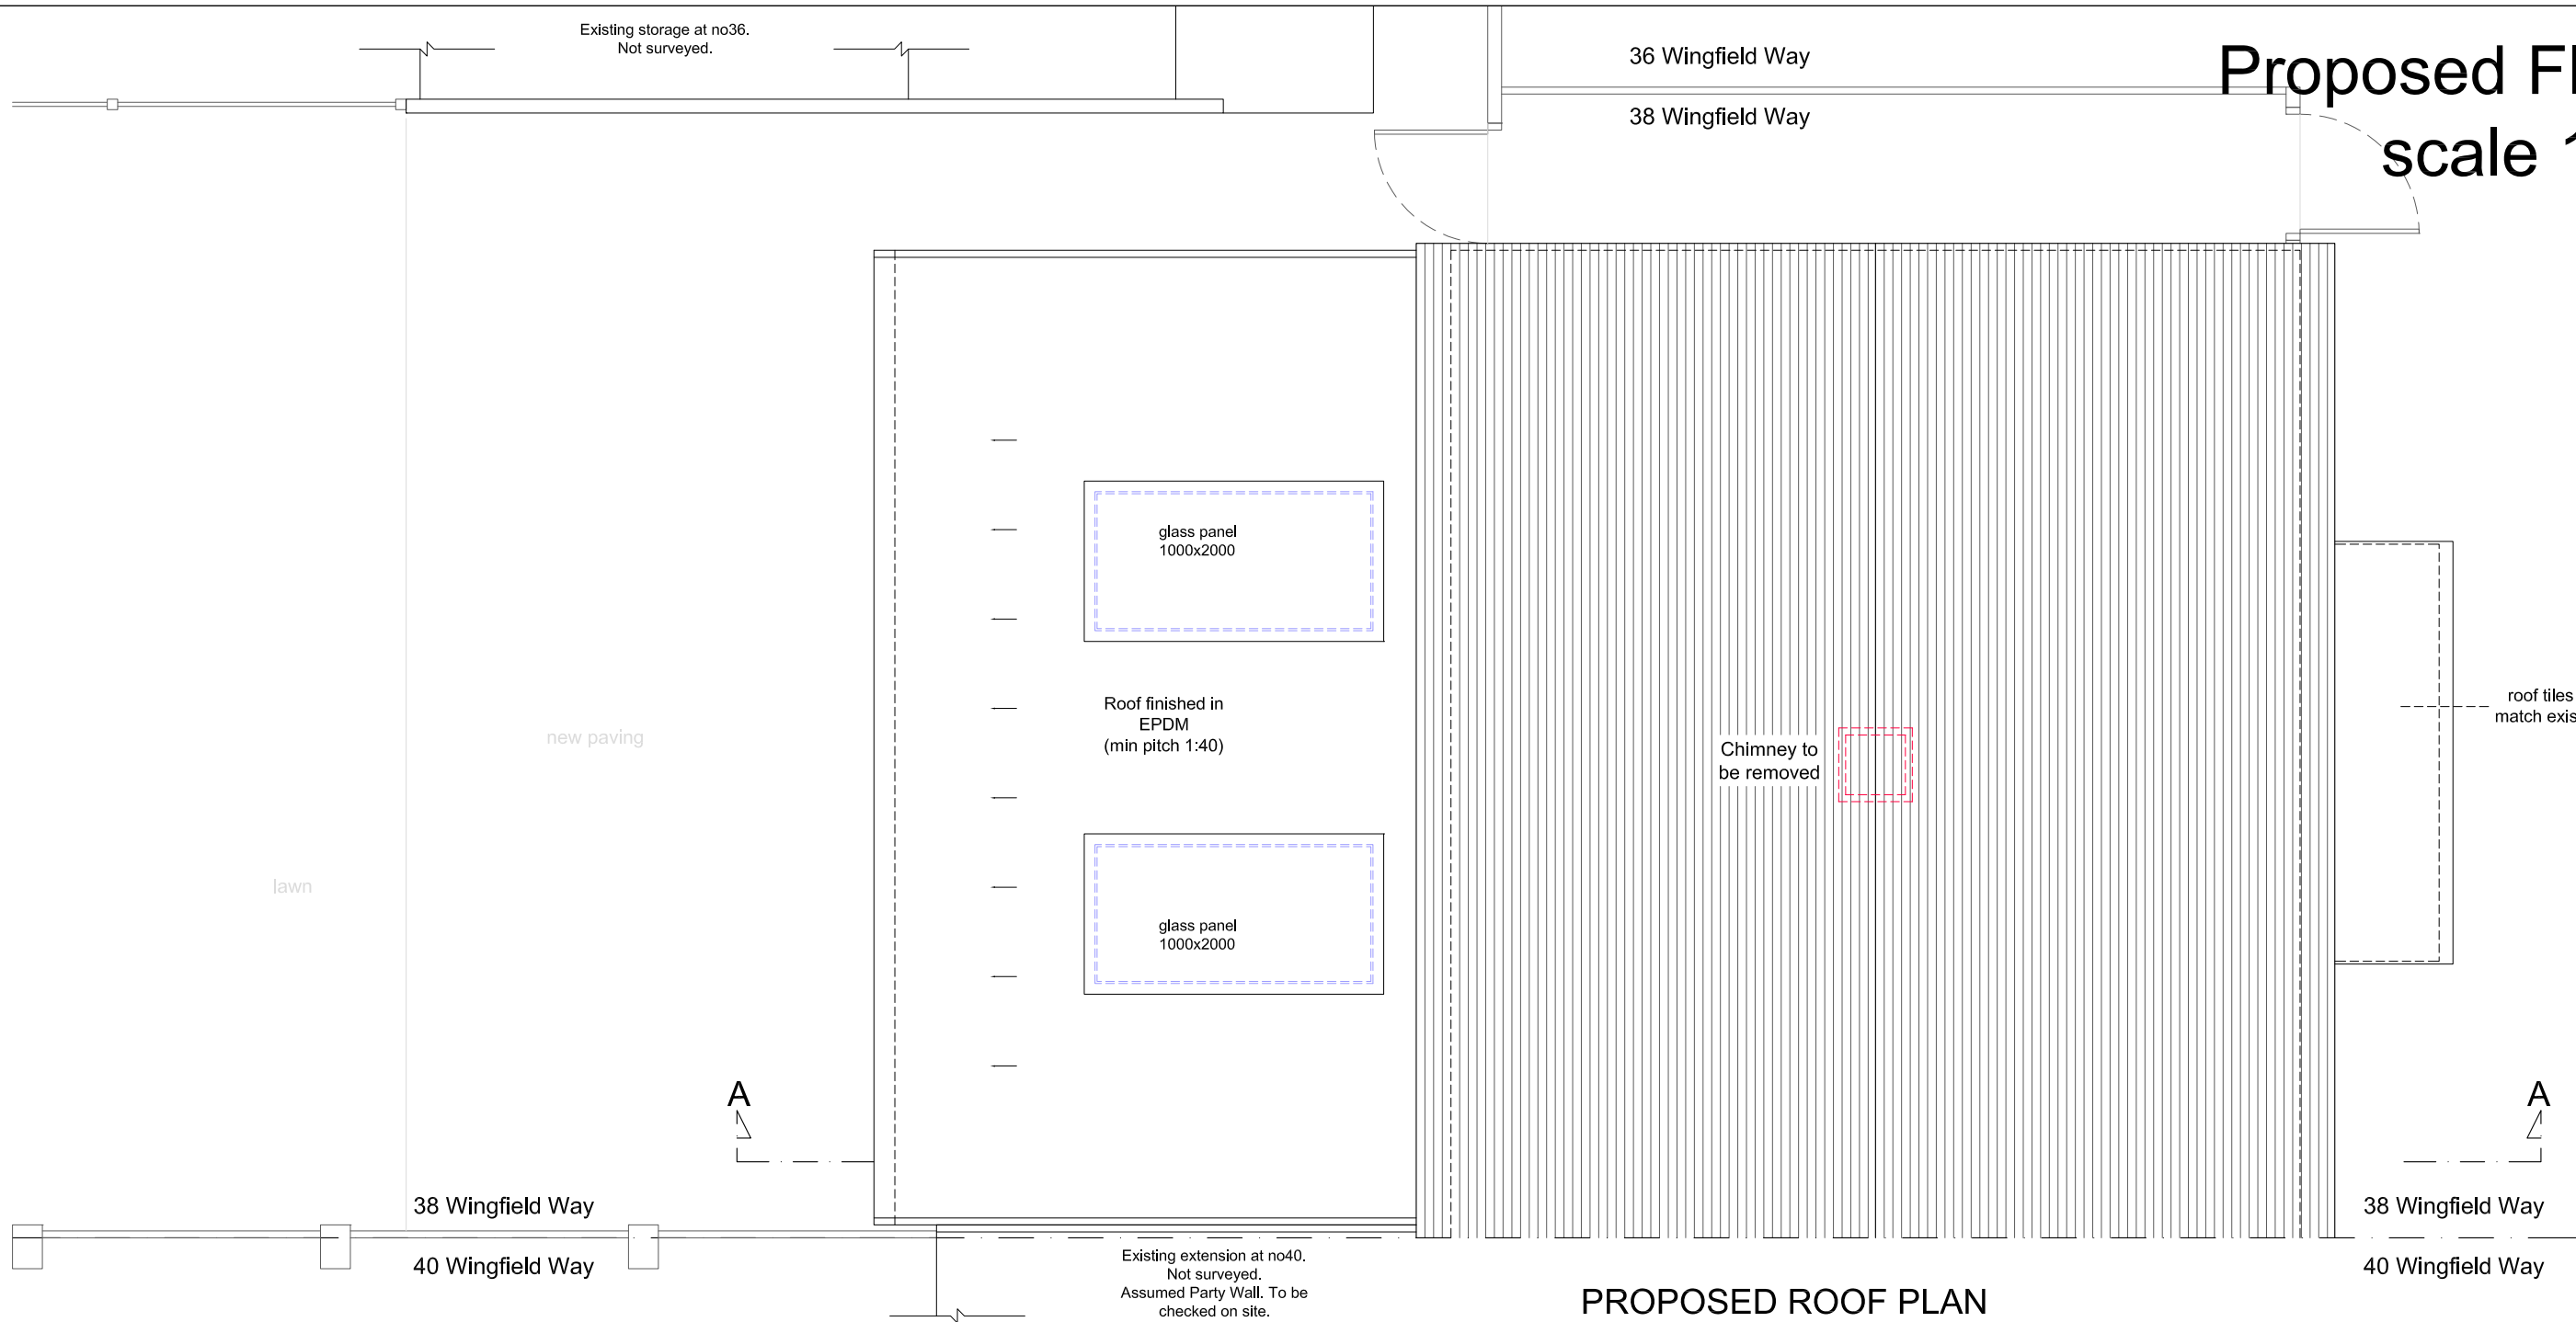 Existing storage at no36.
Not surveyed.
36 Wingfield Way
38 Wingfield Way
Proposed
scale
glass panel
1000x2000
Roof finished in
EPDM
(min pitch 1:40)
new paving
lawn
Chimney to
be removed
roof tiles
match
glass panel
1000x2000
A
A
38 Wingfield Way
40 Wingfield Way
38 Wingfield Way
40 Wingfield Way
Existing extension at no40.
Not surveyed.
Assumed Party Wall. To be
checked on site.
PROPOSED ROOF PLAN